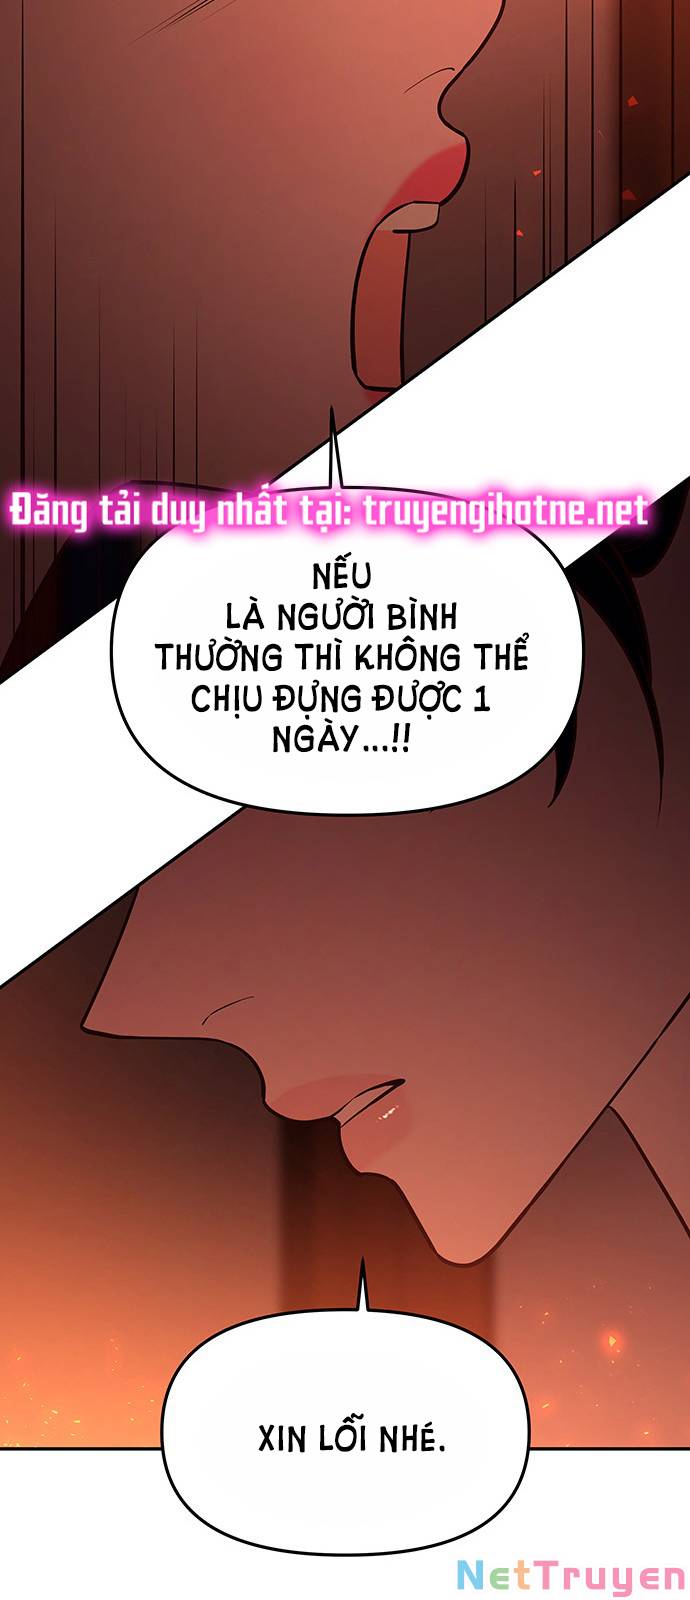 Đăng tải duy nhất tại: truyengihotne.net
NẾU
LÀ NGƯỜI BÌNH
THƯỜNG THÌ KHÔNG THỂ
CHỊU ĐỰNG ĐƯỢC 1
NGÀY...!!
XIN LỖI NHÉ.
NetTruyen